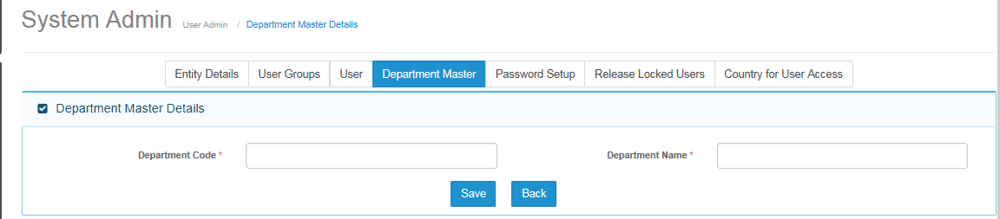 System Admin User Admin / Department Master Details
Entity Details User Groups User Department Master Password Setup Release Locked Users Country for User Access
Department Master Details
Department Code * Department Name *
Save Back